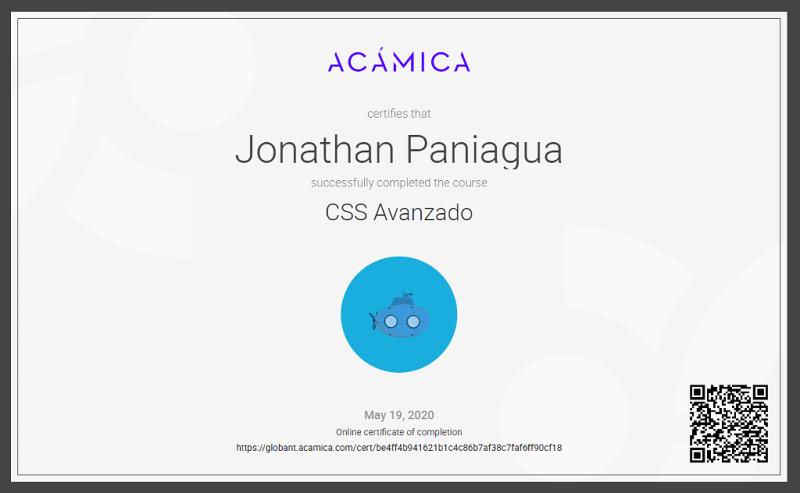 ACÁMICA
certifies that
Jonathan Paniagua
successfully completed the course
CSS Avanzado
May 19, 2020
Online certificate of completion
https://globant.acamica.com/cert/be4ff4b941621b1c4c86b7af38c7faf6ff90cf18